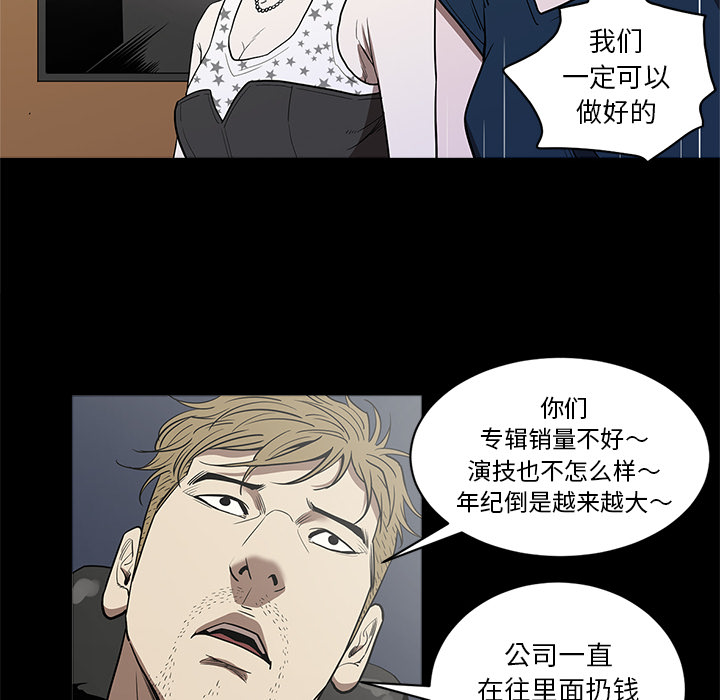 我们
一定可以
做好的
你们
专辑销量不好～
演技也不怎么样～
年纪倒是越来越大～
公司一直
在往里面扔钱